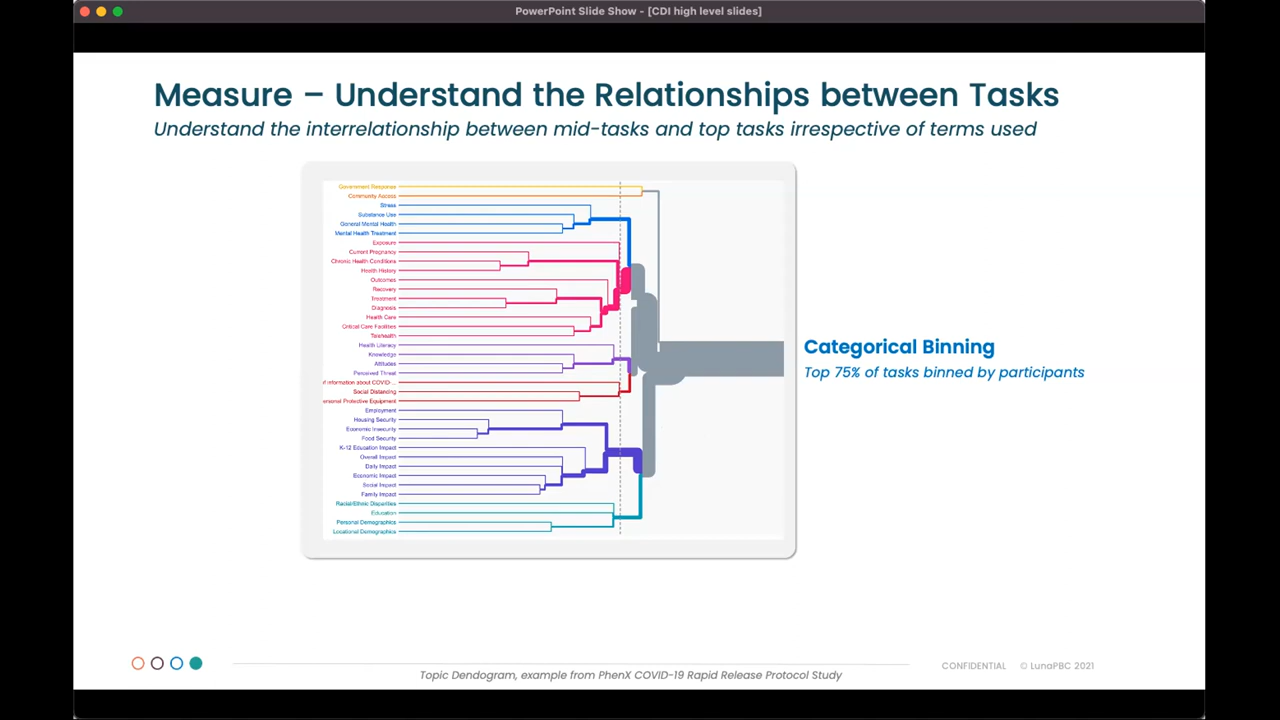 PowerPoint Slide Show - [CDI high level slides]
Measure – Understand the Relationships between Tasks
Understand the interrelationship between mid-tasks and top tasks irrespective of terms used
Government Response
Community Access
Stress
Substance Use
General Mental Health
Mental Health Treatment
Exposure
Current Pregnancy
Chronic Health Conditions
Health History
Outcomes
Recovery
Treatment
Diagnosis
Health Care
Critical Care Facilities
Telehealth
Health Literacy
Knowledge
Attitudes
Perceived Threat
f information about COVID-...
Social Distancing
ersonal Protective Equipment
Employment
Housing Security
Economic Insecurity
Food Security
K-12 Education Impact
Overall Impact
Daily Impact
Economic Impact
Social Impact
Family Impact
Racial/Ethnic Disparities
Education
Personal Demographics
Locational Demographics
Categorical Binning
Top 75% of tasks binned by participants
CONFIDENTIAL © LunaPBC 2021
Topic Dendogram, example from PhenX COVID-19 Rapid Release Protocol Study